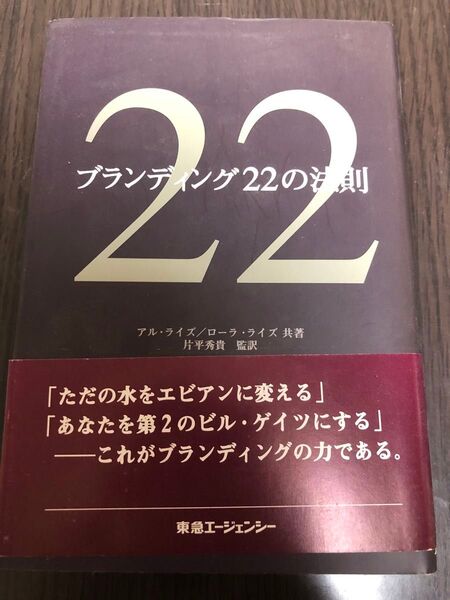 22
ブランディング22の法則
アル・ライズ/ローラ・ライズ 共著
片平秀貴 監訳
「ただの水をエビアンに変える」
「あなたを第2のビル・ゲイツにする」
——これがブランディングの力である。
東急エージェンシー